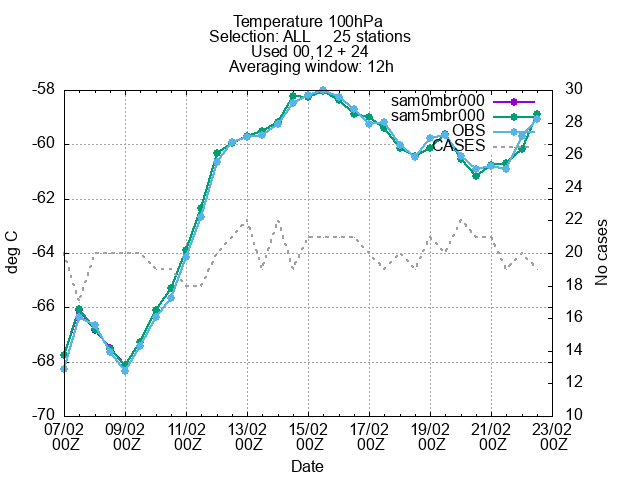 Temperature 100hPa
Selection: ALL 25 stations
Used 00,12 + 24
Averaging window: 12h
-58
-60
-62
-64
-66
-68
-70
deg C
30
28
26
24
22
20
18
16
14
12
10
No cases
sam0mbr000
sam5mbr000
OBS
CASES
07/02 09/02 11/02 13/02 15/02 17/02 19/02 21/02 23/02
00Z 00Z 00Z 00Z 00Z 00Z 00Z 00Z 00Z
Date